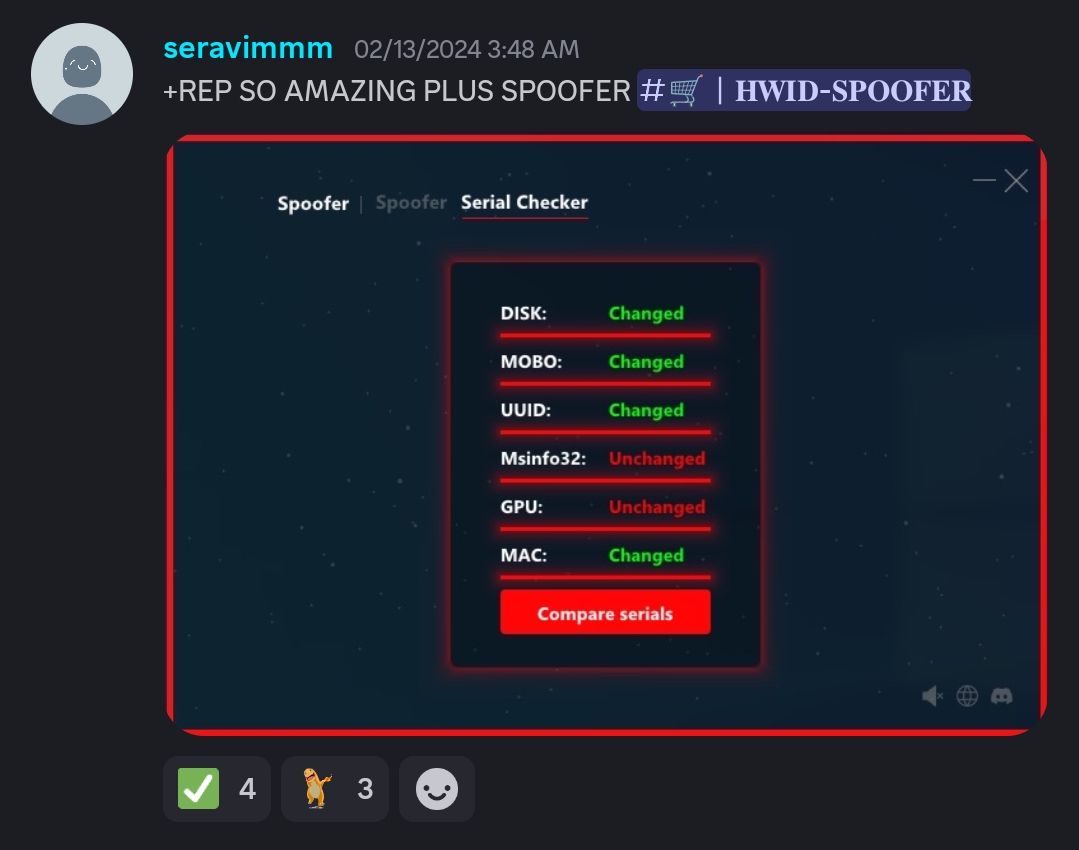 seravimmm 02/13/2024 3:48 AM
+REP SO AMAZING PLUS SPOOFER #🛒 | 𝐇𝐖𝐈𝐃-𝐒𝐏𝐎𝐎𝐅𝐄𝐑
Spoofer | Spoofer Serial Checker
DISK: Changed
MOBO: Changed
UUID: Changed
Msinfo32: Unchanged
GPU: Unchanged
MAC: Changed
Compare serials
4 3